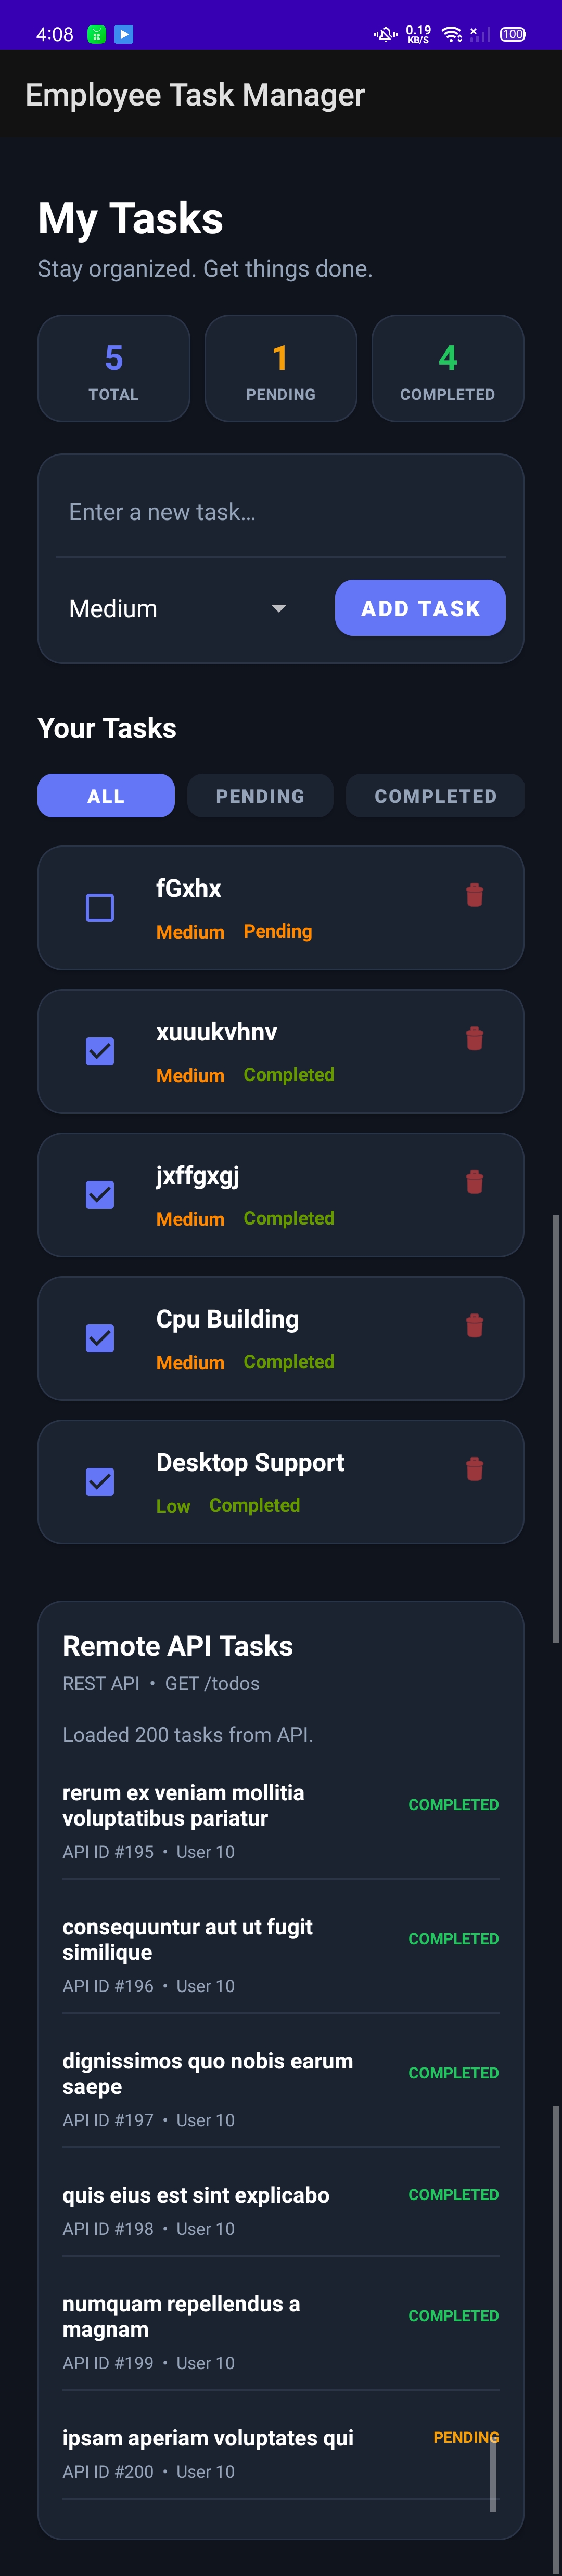 4:08
0.19
KB/S
100
Employee Task Manager
My Tasks
Stay organized. Get things done.
5
1
4
TOTAL
PENDING
COMPLETED
Enter a new task...
Medium
ADD TASK
Your Tasks
ALL
PENDING
COMPLETED
fGxhx
Medium Pending
xuuukvhnv
Medium Completed
jxffgxgj
Medium Completed
Cpu Building
Medium Completed
Desktop Support
Low Completed
Remote API Tasks
REST API • GET /todos
Loaded 200 tasks from API.
rerum ex veniam mollitia
voluptatibus pariatur
COMPLETED
API ID #195 • User 10
consequuntur aut ut fugit
similique
COMPLETED
API ID #196 • User 10
dignissimos quo nobis earum
saepe
COMPLETED
API ID #197 • User 10
quis eius est sint explicabo
COMPLETED
API ID #198 • User 10
numquam repellendus a
magnam
COMPLETED
API ID #199 • User 10
ipsam aperiam voluptates qui
PENDING
API ID #200 • User 10